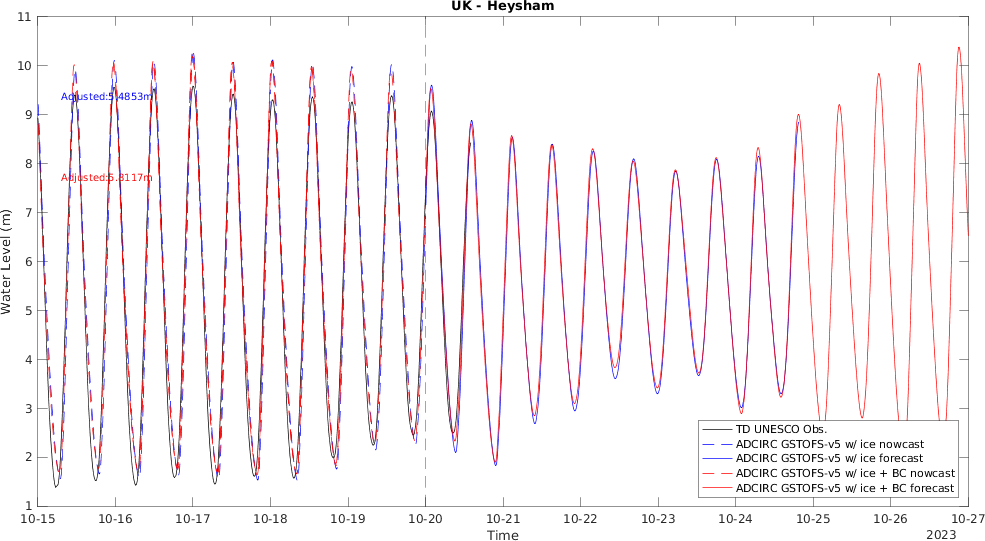 UK - Heysham
Water Level (m)
11
10
9
8
7
6
5
4
3
2
1
Adjusted:5.4853m
Adjusted:5.3117m
TD UNESCO Obs.
ADCIRC GSTOFS-v5 w/ ice nowcast
ADCIRC GSTOFS-v5 w/ ice forecast
ADCIRC GSTOFS-v5 w/ ice + BC nowcast
ADCIRC GSTOFS-v5 w/ ice + BC forecast
10-15 10-16 10-17 10-18 10-19 10-20 10-21 10-22 10-23 10-24 10-25 10-26 10-27
Time
2023